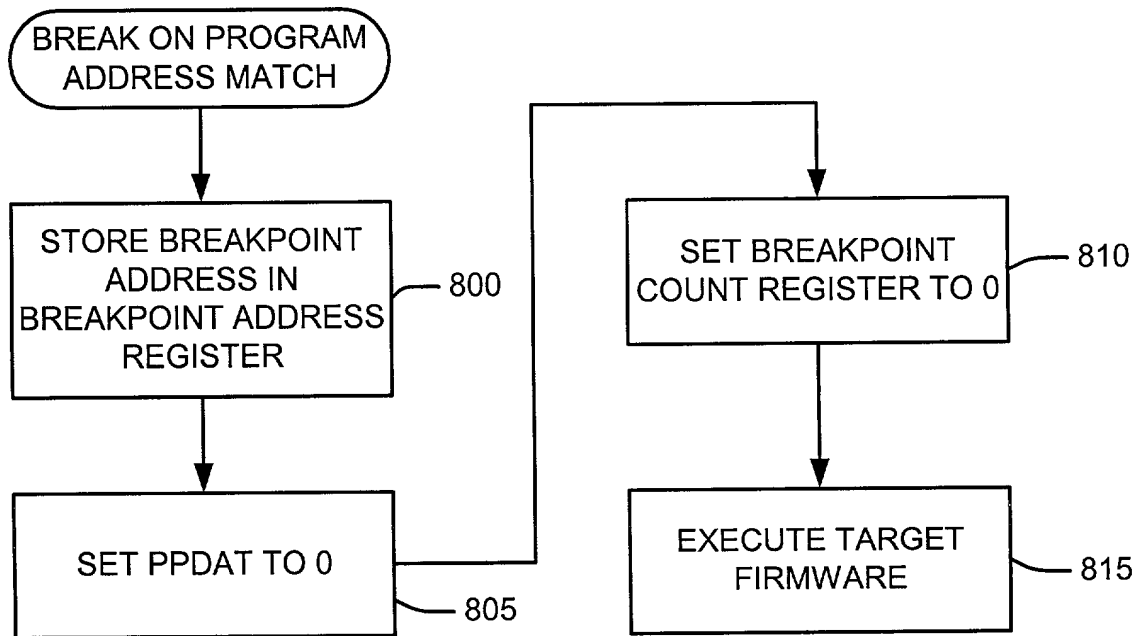 BREAK ON PROGRAM
ADDRESS MATCH
STORE BREAKPOINT
ADDRESS IN
BREAKPOINT ADDRESS
REGISTER
800
SET PPDAT TO 0
805
SET BREAKPOINT
COUNT REGISTER TO 0
810
EXECUTE TARGET
FIRMWARE
815